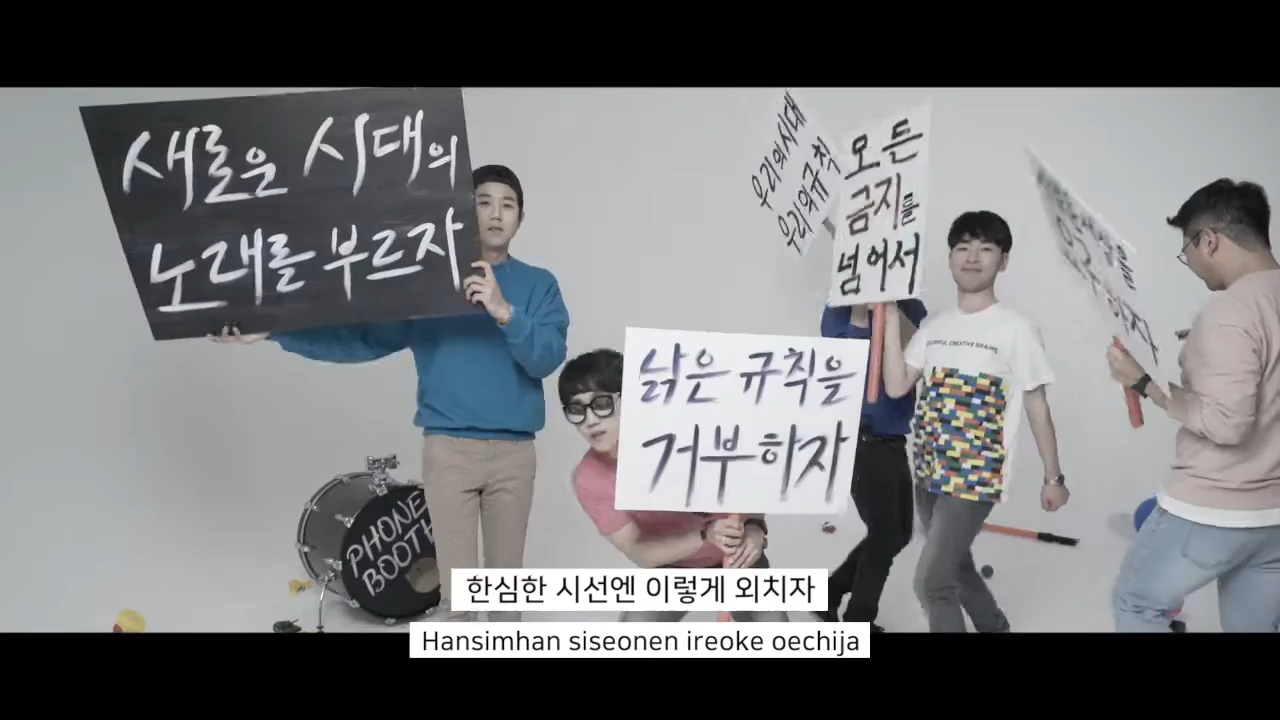 새로운 시대의
노래를 부르자
우리의 시대
우리의 규칙
모든
금지를
넘어서
낡은 규칙을
거부하자
COLORFUL CREATIVE BRAINS
PHONE
BOOTH
한심한 시선엔 이렇게 외치자
Hansimhan siseonen ireoke oechija